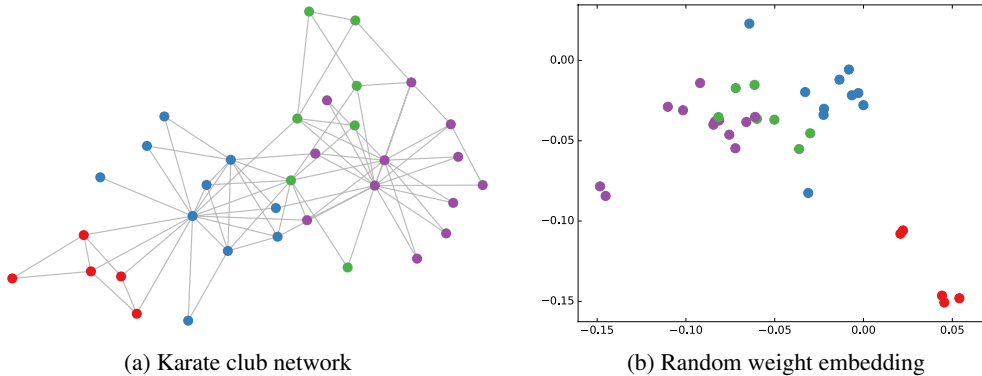 0.00
−0.05
−0.10
−0.15
−0.15 −0.10 −0.05 0.00 0.05
(a) Karate club network
(b) Random weight embedding